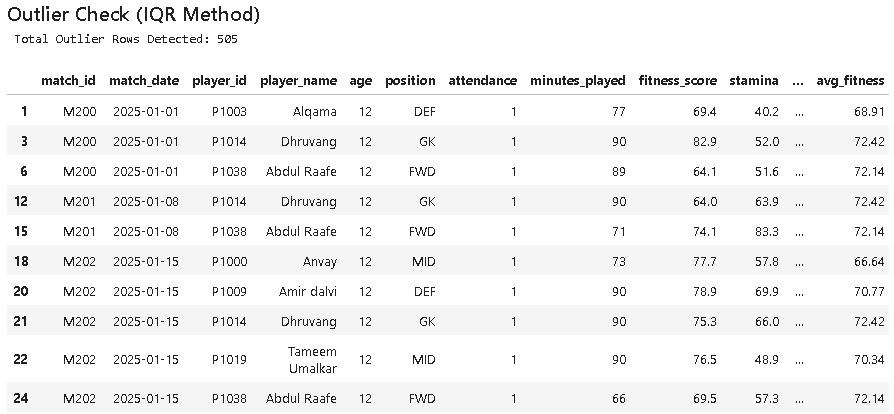 Outlier Check (IQR Method)
Total Outlier Rows Detected: 505
match_id match_date player_id player_name age position attendance minutes_played fitness_score stamina ... avg_fitness
1 M200 2025-01-01 P1003 Alqama 12 DEF 1 77 69.4 40.2 ... 68.91
3 M200 2025-01-01 P1014 Dhruvang 12 GK 1 90 82.9 52.0 ... 72.42
6 M200 2025-01-01 P1038 Abdul Raafe 12 FWD 1 89 64.1 51.6 ... 72.14
12 M201 2025-01-08 P1014 Dhruvang 12 GK 1 90 64.0 63.9 ... 72.42
15 M201 2025-01-08 P1038 Abdul Raafe 12 FWD 1 71 74.1 83.3 ... 72.14
18 M202 2025-01-15 P1000 Anvay 12 MID 1 73 77.7 57.8 ... 66.64
20 M202 2025-01-15 P1009 Amir dalvi 12 DEF 1 90 78.9 69.9 ... 70.77
21 M202 2025-01-15 P1014 Dhruvang 12 GK 1 90 75.3 66.0 ... 72.42
22 M202 2025-01-15 P1019 Tameem Umalkar 12 MID 1 90 76.5 48.9 ... 70.34
24 M202 2025-01-15 P1038 Abdul Raafe 12 FWD 1 66 69.5 57.3 ... 72.14